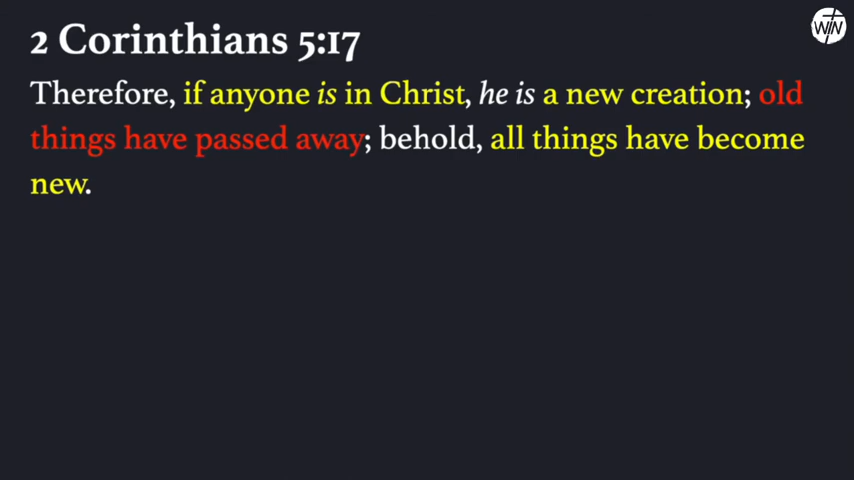 2 Corinthians 5:17
Therefore, if anyone is in Christ, he is a new creation; old
things have passed away; behold, all things have become
new.
WIN